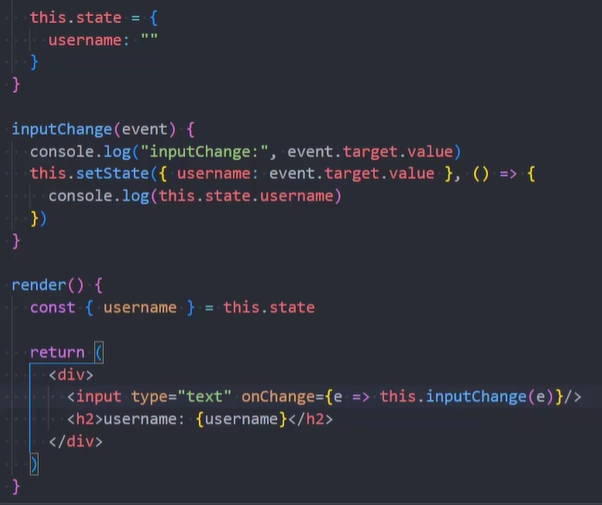 this.state = {
username: ""
}
}
inputChange(event) {
console.log("inputChange:", event.target.value)
this.setState({ username: event.target.value }, () => {
console.log(this.state.username)
})
}
render() {
const { username } = this.state
return (
<div>
<input type="text" onChange={e => this.inputChange(e)}/>
<h2>username: {username}</h2>
</div>
)
}